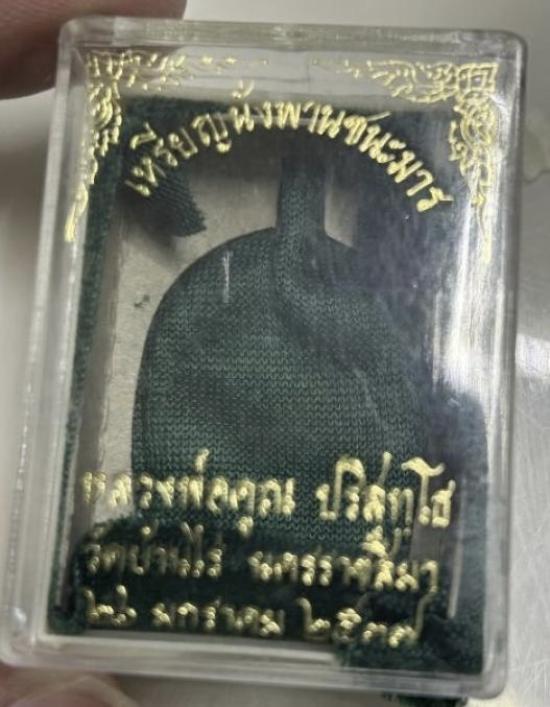 เหรียญนั่งพานชนะมาร
หลวงพ่อคูณ ปริสุทฺโธ
วัดบ้านไร่ นครราชสีมา
๒๖ มกราคม ๒๕๓๗